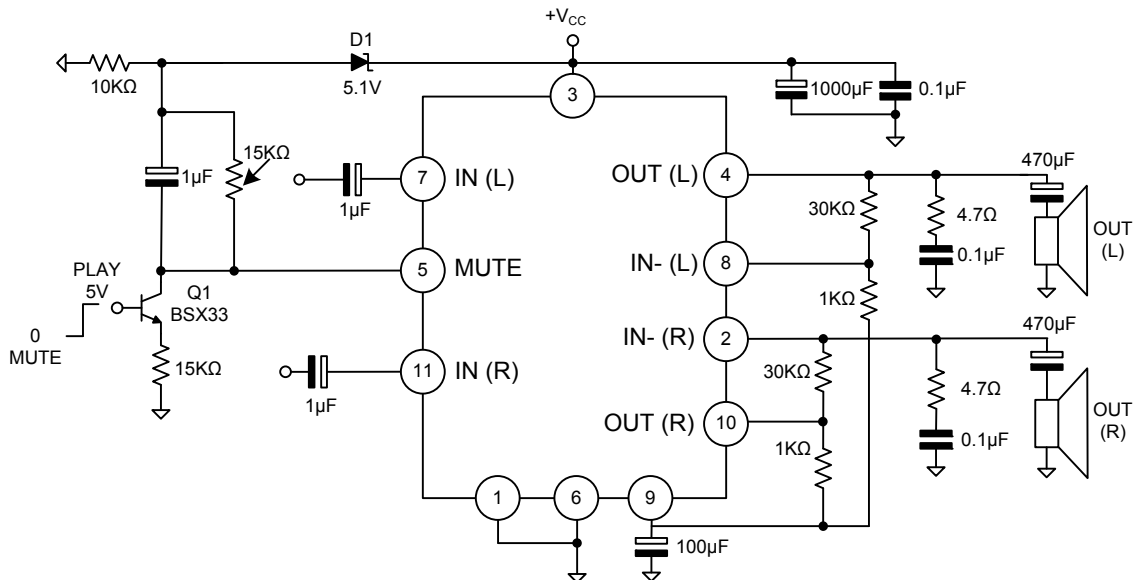 +VCC
D1
5.1V
10KΩ
3
1000µF
0.1µF
15KΩ
1µF
7
IN (L)
1µF
OUT (L)
4
470µF
30KΩ
4.7Ω
0.1µF
OUT
(L)
5
MUTE
IN- (L)
8
1KΩ
PLAY
5V
Q1
BSX33
0
MUTE
15KΩ
IN- (R)
2
470µF
11
IN (R)
1µF
30KΩ
4.7Ω
0.1µF
OUT
(R)
OUT (R)
10
1KΩ
1
6
9
100µF